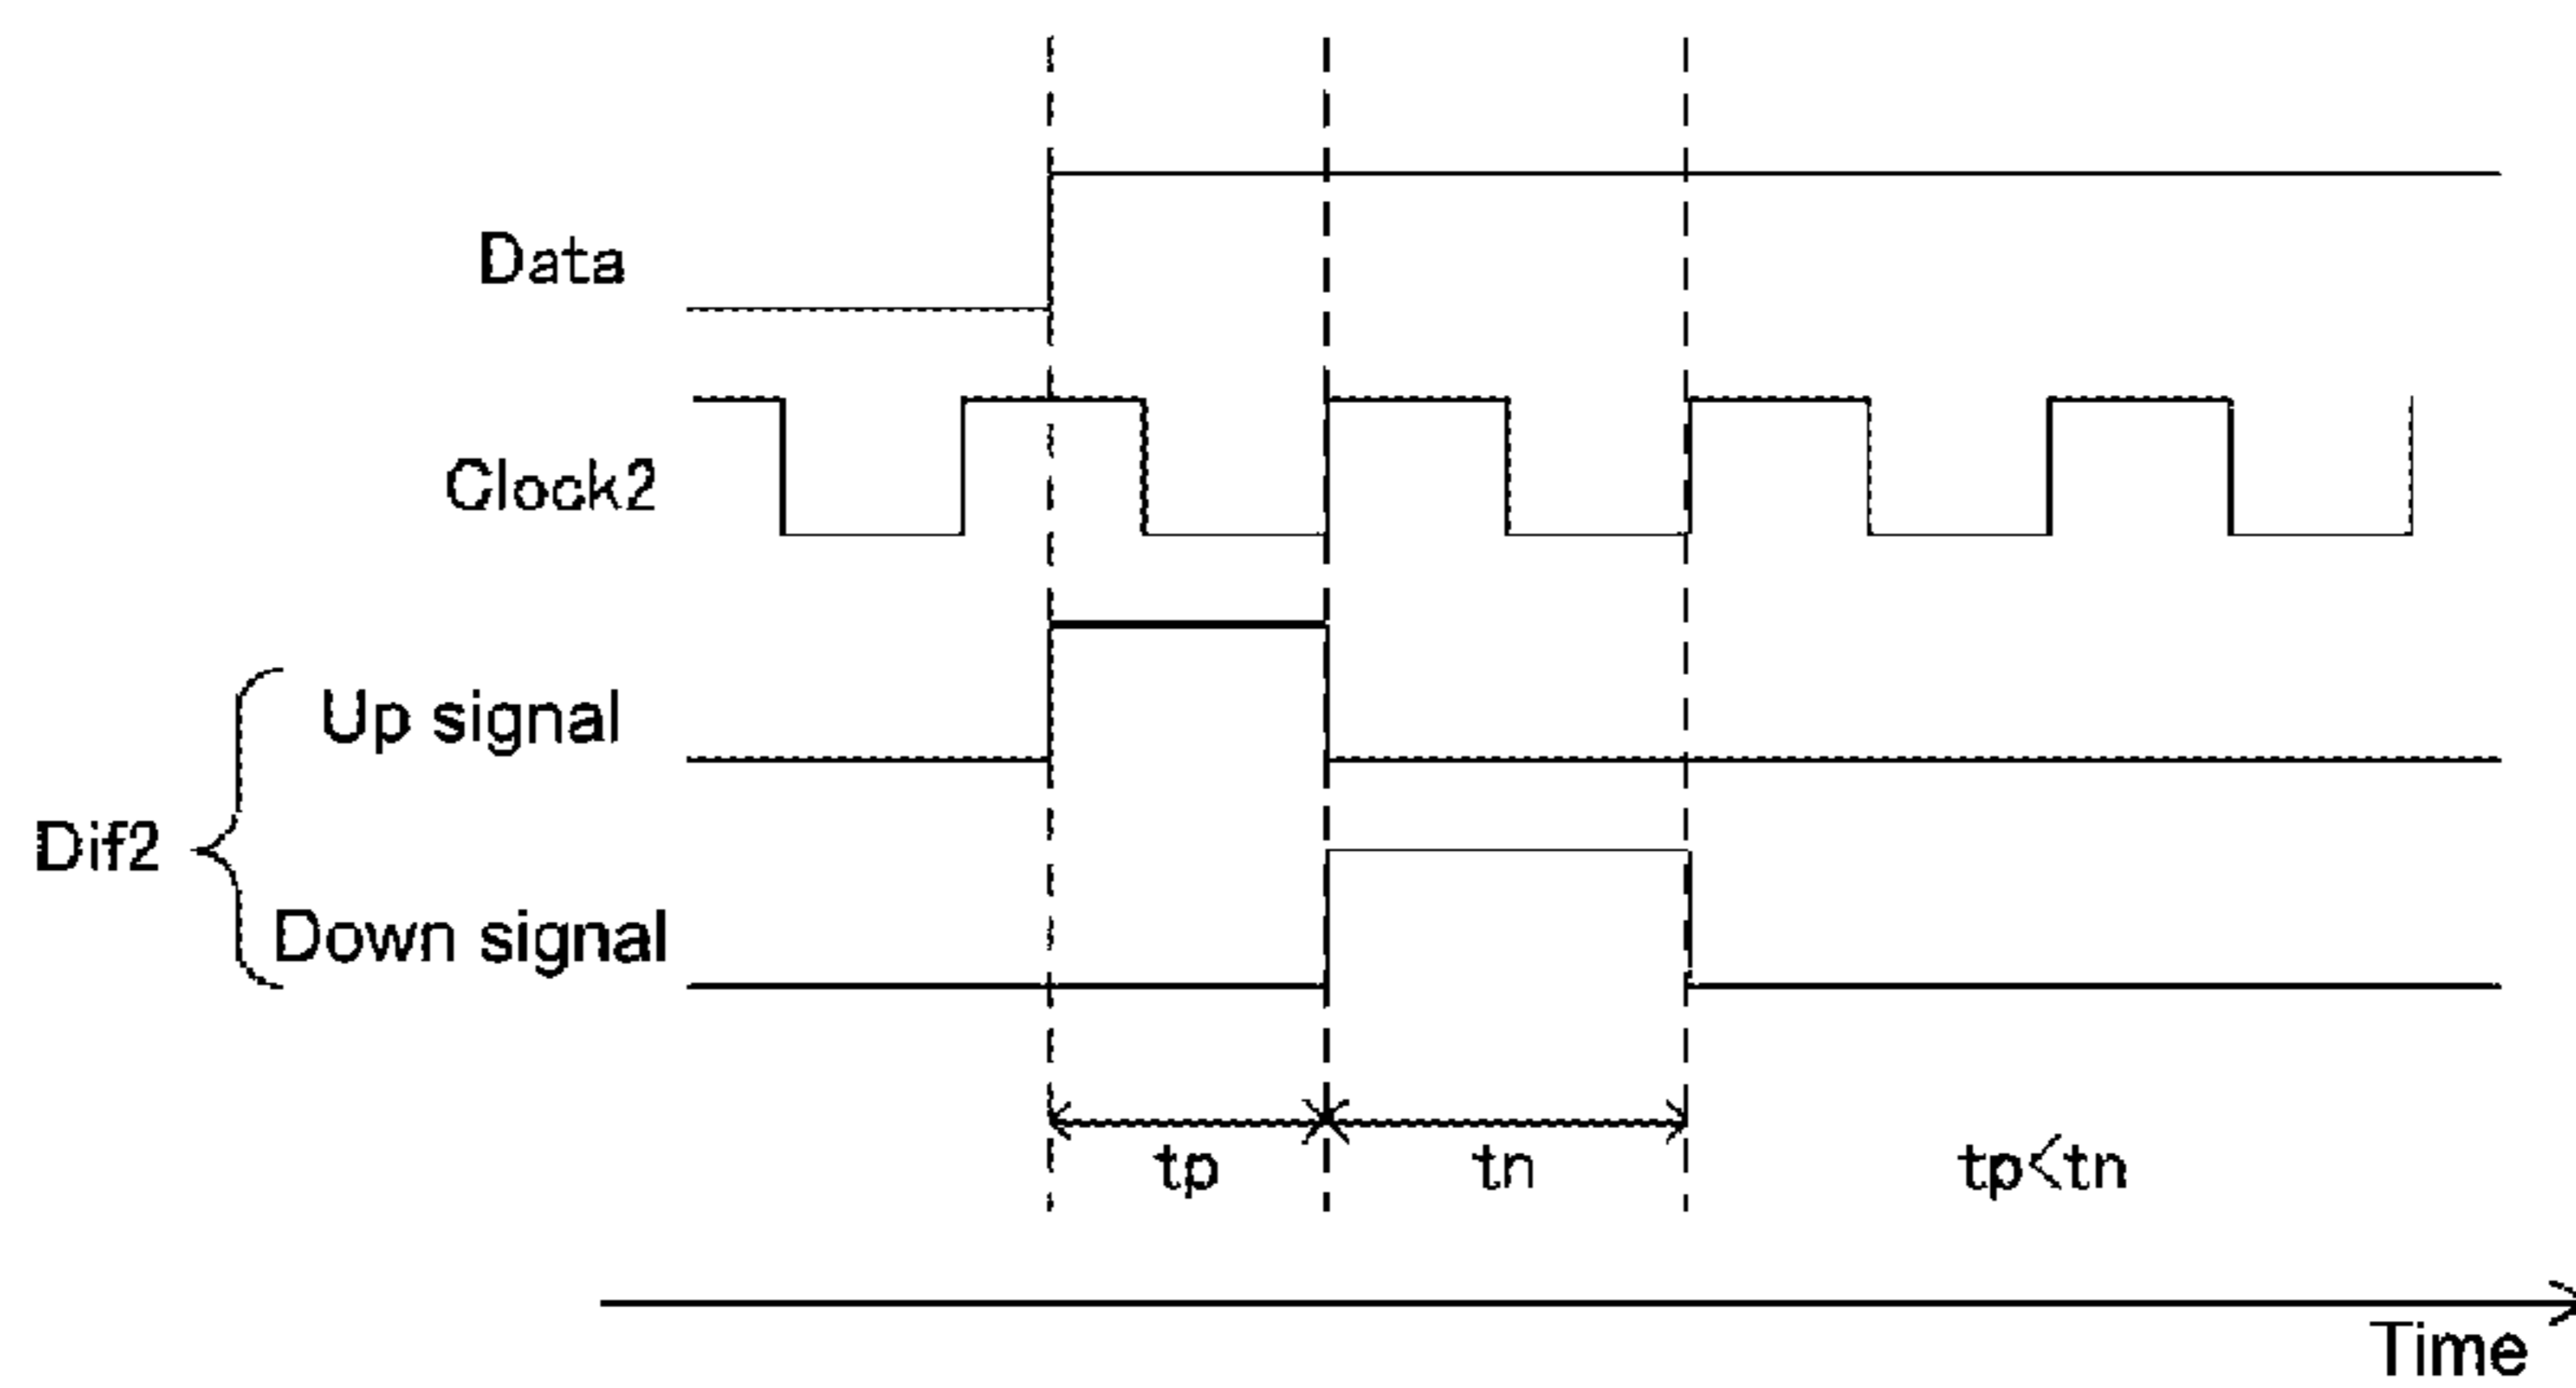 Data
Clock2
Up signal
Dif2
Down signal
tp
tn
tp<tn
Time